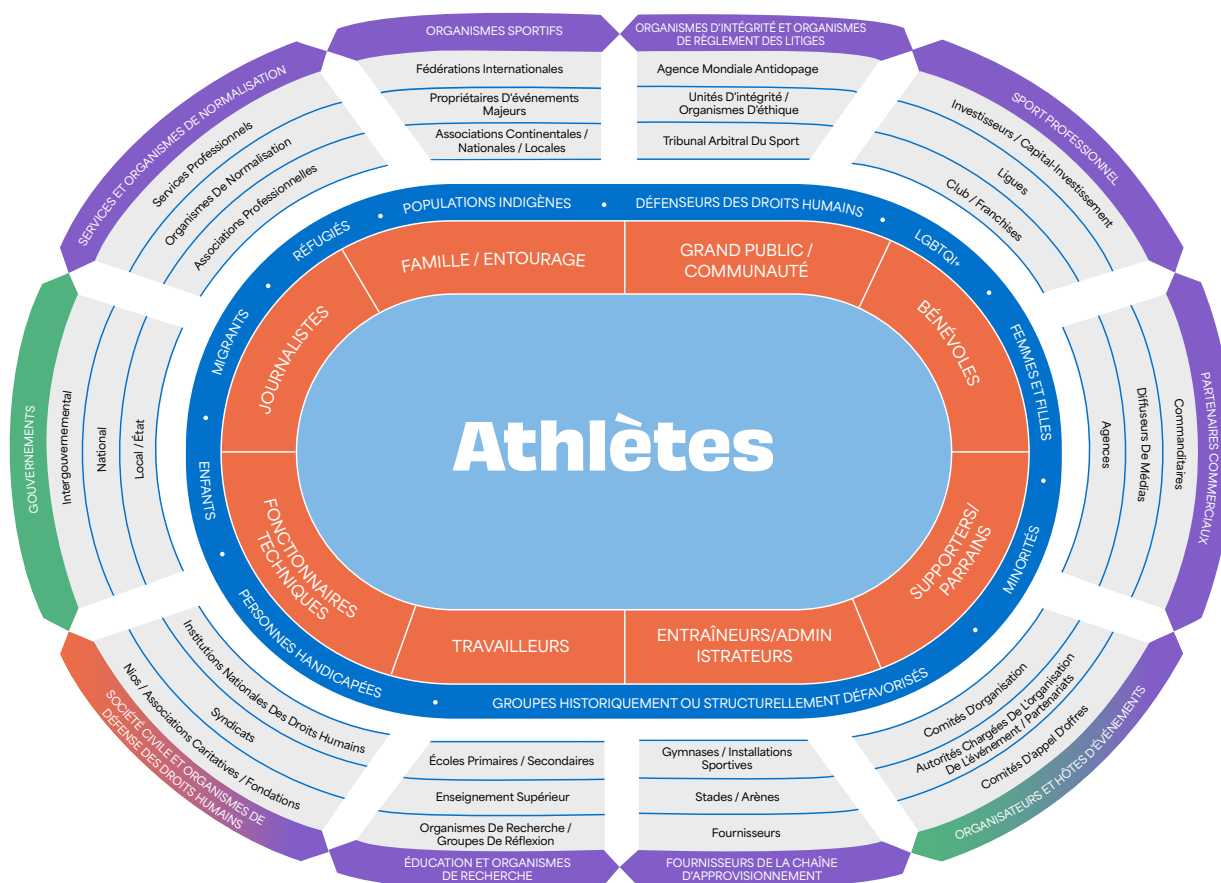 ORGANISMES SPORTIFS
Fédérations Internationales
Propriétaires D'événements
Majeurs
Associations Continentales /
Nationales / Locales
ORGANISMES D'INTÉGRITÉ ET ORGANISMES
DE RÈGLEMENT DES LITIGES
Agence Mondiale Antidopage
Unités D'intégrité /
Organismes D'éthique
Tribunal Arbitral Du Sport
SPORT PROFESSIONNEL
Investisseurs / Capital-Investissement
Ligues
Club / Franchises
PARTENAIRES COMMERCIAUX
Commanditaires
Diffuseurs De Médias
Agences
ORGANISATEURS ET HÔTES D'ÉVÉNEMENTS
Comités D'organisation
Autorités Chargées De L'organisation
De L'événement / Partenariats
Comités D'appel D'offres
FOURNISSEURS DE LA CHAÎNE
D'APPROVISIONNEMENT
Gymnases / Installations
Sportives
Stades / Arènes
Fournisseurs
ÉDUCATION ET ORGANISMES
DE RECHERCHE
Écoles Primaires / Secondaires
Enseignement Supérieur
Organismes De Recherche /
Groupes De Réflexion
SOCIÉTÉ CIVILE ET ORGANISMES DE
DÉFENSE DES DROITS HUMAINS
Institutions Nationales Des Droits Humains
Syndicats
Nios / Associations Caritatives / Fondations
GOUVERNEMENTS
Intergouvernemental
National
Local / État
SERVICES ET ORGANISMES DE NORMALISATION
Services Professionnels
Organismes De Normalisation
Associations Professionnelles
POPULATIONS INDIGÈNES
DÉFENSEURS DES DROITS HUMAINS
LGBTQI+
FEMMES ET FILLES
MINORITÉS
GROUPES HISTORIQUEMENT OU STRUCTURELLEMENT DÉFAVORISÉS
PERSONNES HANDICAPÉES
ENFANTS
MIGRANTS
RÉFUGIÉS
FAMILLE / ENTOURAGE
GRAND PUBLIC /
COMMUNAUTÉ
BÉNÉVOLES
SUPPORTERS/
PARRAINS
ENTRAÎNEURS/ADMIN
ISTRATEURS
TRAVAILLEURS
FONCTIONNAIRES
TECHNIQUES
JOURNALISTES
Athlètes